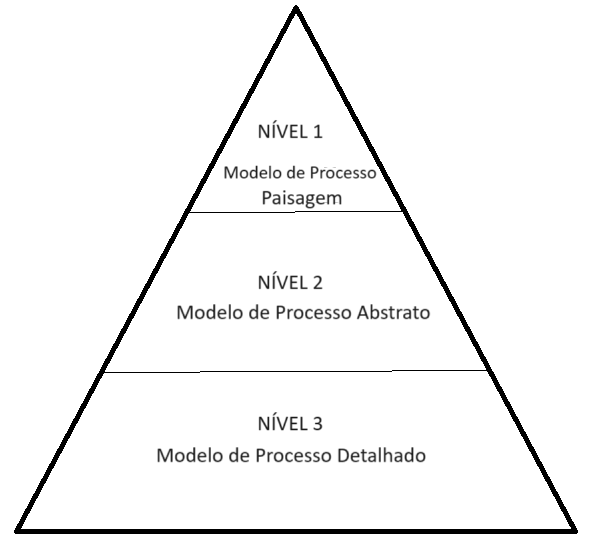 NÍVEL 1
Modelo de Processo
Paisagem
NÍVEL 2
Modelo de Processo Abstrato
NÍVEL 3
Modelo de Processo Detalhado